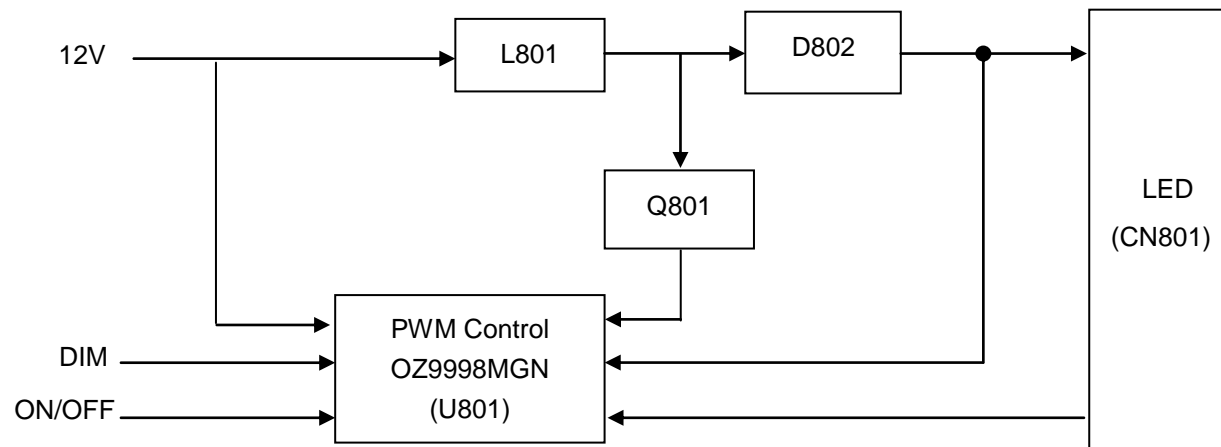 12V
L801
D802
Q801
LED
(CN801)
PWM Control
OZ9998MGN
(U801)
DIM
ON/OFF